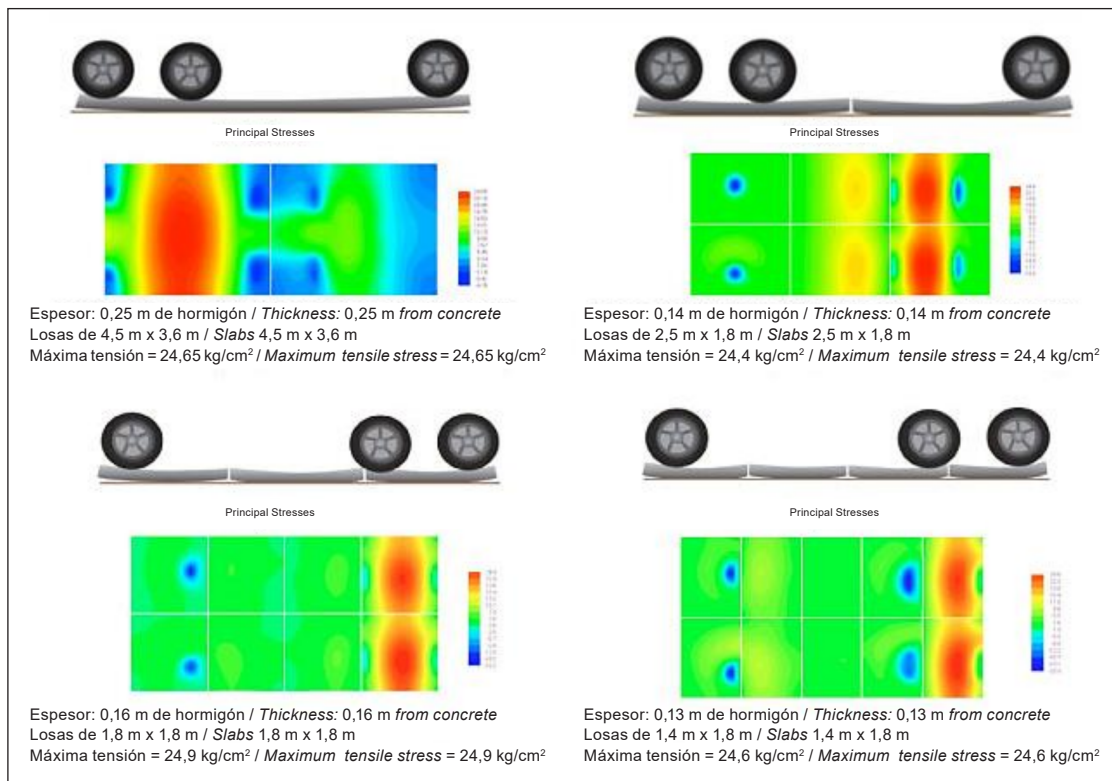 Principal Stresses
Espesor: 0,25 m de hormigón / Thickness: 0,25 m from concrete
Losas de 4,5 m x 3,6 m / Slabs 4,5 m x 3,6 m
Máxima tensión = 24,65 kg/cm² / Maximum tensile stress = 24,65 kg/cm²
Principal Stresses
Espesor: 0,14 m de hormigón / Thickness: 0,14 m from concrete
Losas de 2,5 m x 1,8 m / Slabs 2,5 m x 1,8 m
Máxima tensión = 24,4 kg/cm² / Maximum tensile stress = 24,4 kg/cm²
Principal Stresses
Espesor: 0,16 m de hormigón / Thickness: 0,16 m from concrete
Losas de 1,8 m x 1,8 m / Slabs 1,8 m x 1,8 m
Máxima tensión = 24,9 kg/cm² / Maximum tensile stress = 24,9 kg/cm²
Principal Stresses
Espesor: 0,13 m de hormigón / Thickness: 0,13 m from concrete
Losas de 1,4 m x 1,8 m / Slabs 1,4 m x 1,8 m
Máxima tensión = 24,6 kg/cm² / Maximum tensile stress = 24,6 kg/cm²